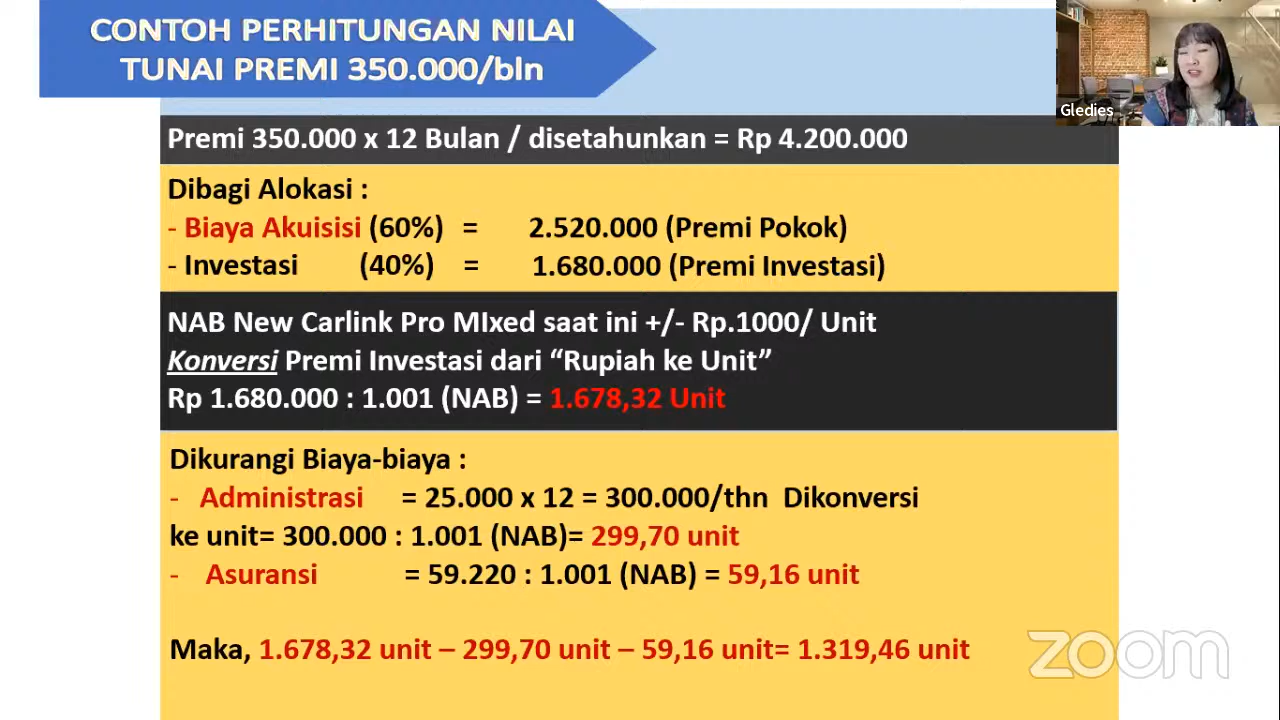 CONTOH PERHITUNGAN NILAI
TUNAI PREMI 350.000/bln
Gledies
Premi 350.000 x 12 Bulan / disetahunkan = Rp 4.200.000
Dibagi Alokasi :
- Biaya Akuisisi (60%) = 2.520.000 (Premi Pokok)
- Investasi (40%) = 1.680.000 (Premi Investasi)
NAB New Carlink Pro MIxed saat ini +/- Rp.1000/ Unit
Konversi Premi Investasi dari “Rupiah ke Unit”
Rp 1.680.000 : 1.001 (NAB) = 1.678,32 Unit
Dikurangi Biaya-biaya :
- Administrasi = 25.000 x 12 = 300.000/thn Dikonversi
ke unit= 300.000 : 1.001 (NAB)= 299,70 unit
- Asuransi = 59.220 : 1.001 (NAB) = 59,16 unit
Maka, 1.678,32 unit – 299,70 unit – 59,16 unit= 1.319,46 unit
zoom